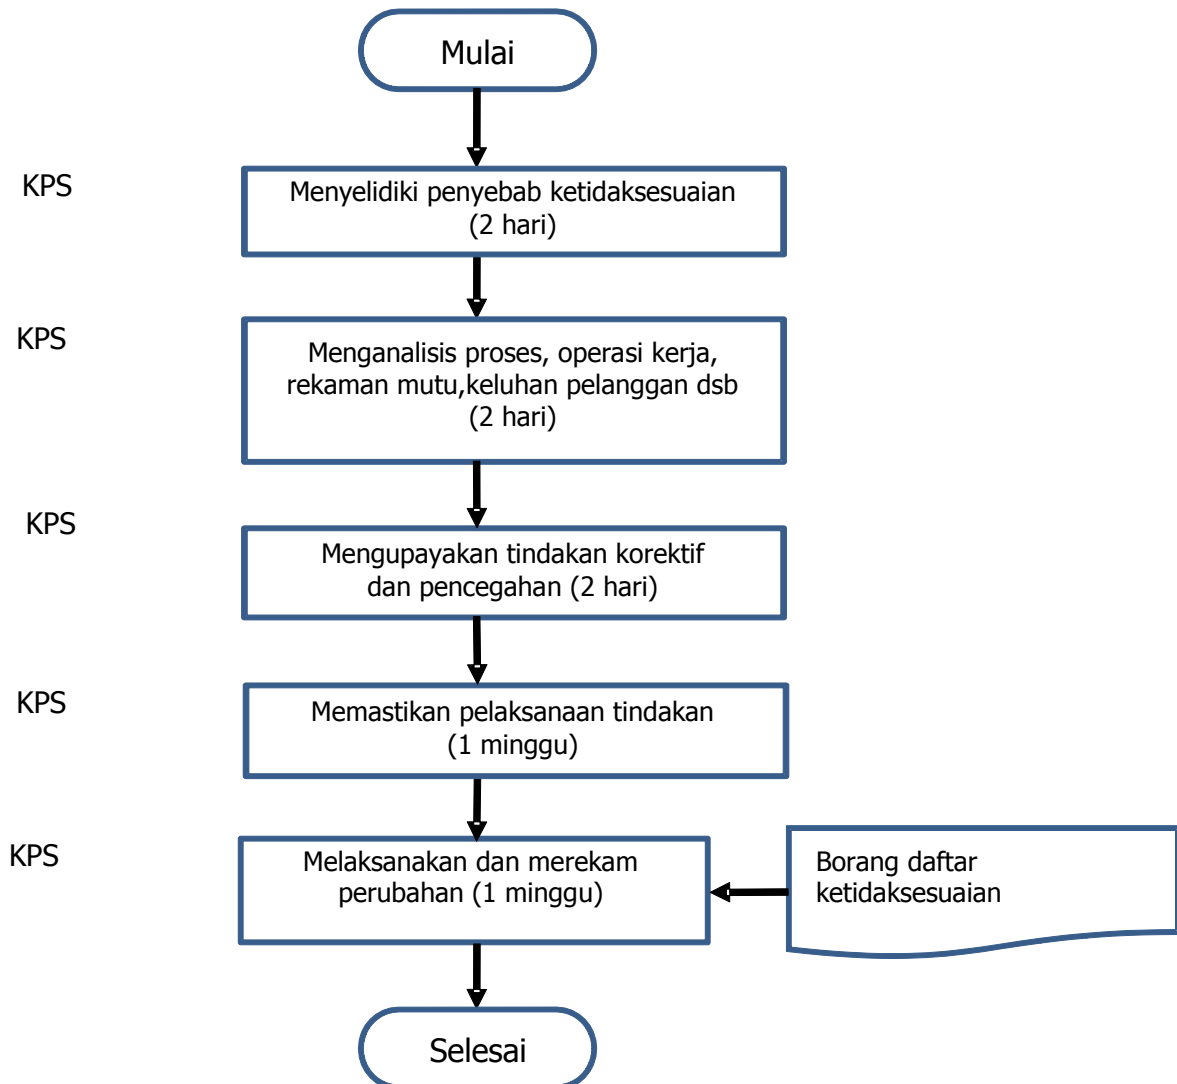 Mulai
KPS
Menyelidiki penyebab ketidaksesuaian
(2 hari)
KPS
Menganalisis proses, operasi kerja,
rekaman mutu,keluhan pelanggan dsb
(2 hari)
KPS
Mengupayakan tindakan korektif
dan pencegahan (2 hari)
KPS
Memastikan pelaksanaan tindakan
(1 minggu)
KPS
Melaksanakan dan merekam
perubahan (1 minggu)
Borang daftar
ketidaksesuaian
Selesai